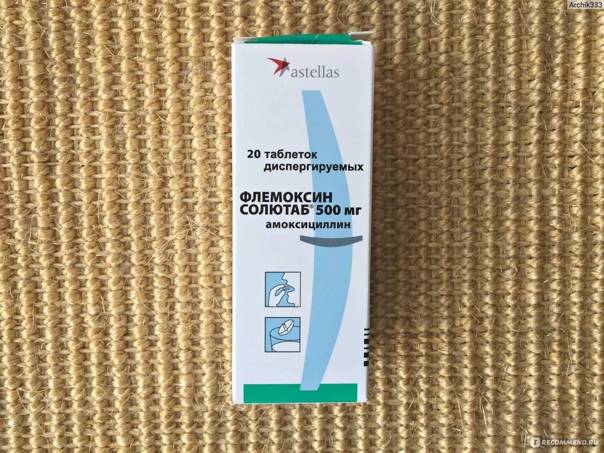 Archik333
astellas
20 таблеток
диспергируемых
ФЛЕМОКСИН
СОЛЮТАБ® 500 мг
амоксициллин
RECOMMEND.RU